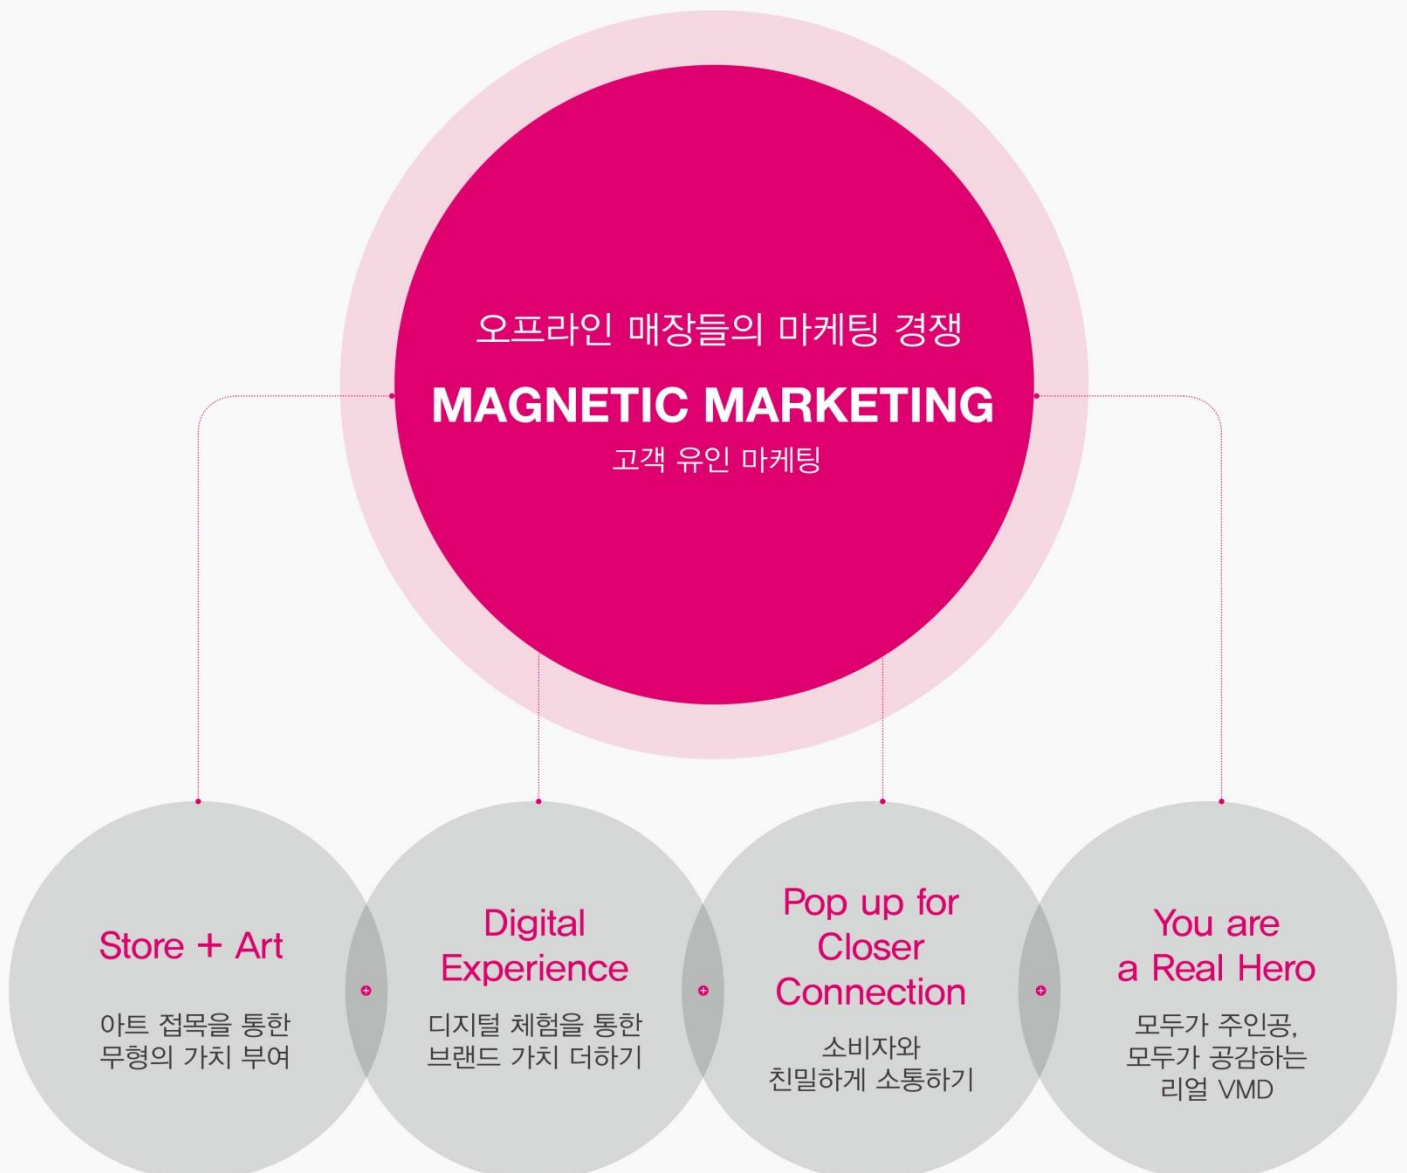 오프라인 매장들의 마케팅 경쟁
MAGNETIC MARKETING
고객 유인 마케팅
Store + Art
아트 접목을 통한
무형의 가치 부여
Digital
Experience
디지털 체험을 통한
브랜드 가치 더하기
Pop up for
Closer
Connection
소비자와
친밀하게 소통하기
You are
a Real Hero
모두가 주인공,
모두가 공감하는
리얼 VMD